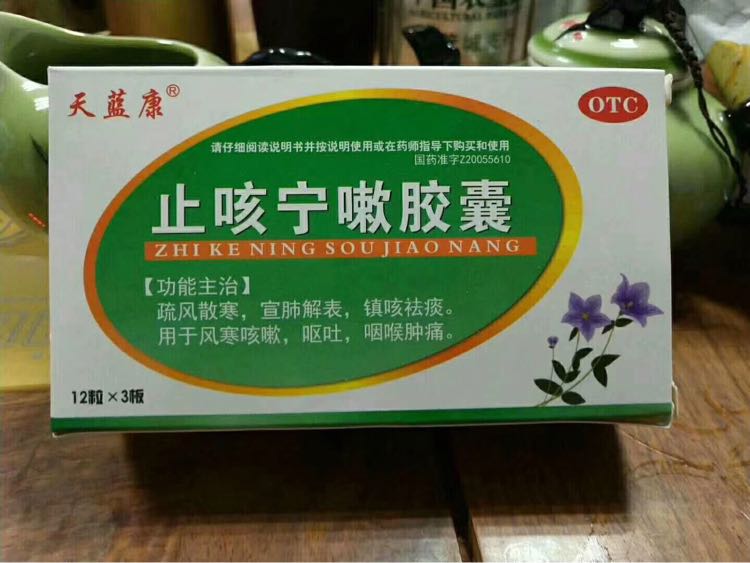 天蓝康®
OTC
请仔细阅读说明书并按说明使用或在药师指导下购买和使用
国药准字Z20055610
止咳宁嗽胶囊
ZHI KE NING SOU JIAO NANG
【功能主治】
疏风散寒，宣肺解表，镇咳祛痰。
用于风寒咳嗽，呕吐，咽喉肿痛。
12粒×3板